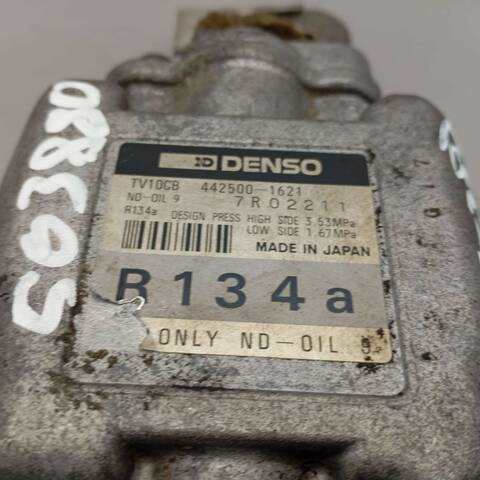 DENSO
TV10CB 442500-1621
ND-OIL 9 7R02211
R134a DESIGN PRESS HIGH SIDE 3.53MPa
LOW SIDE 1.67MPa
MADE IN JAPAN
R134a
ONLY ND-OIL 9